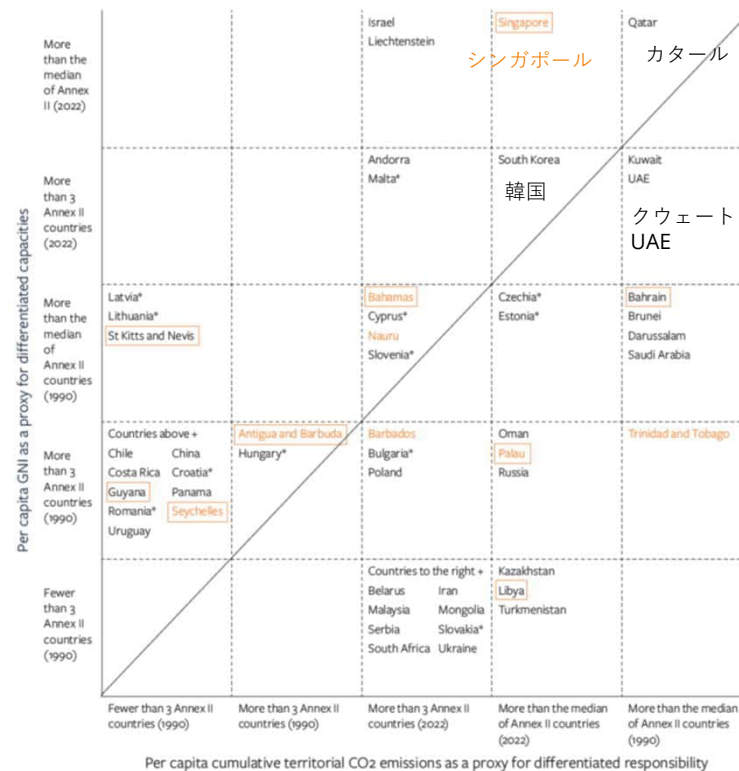 Per capita GNI as a proxy for differentiated capacities
More
than the
median
of Annex
II (2022)
Israel
Liechtenstein
Singapore
シンガポール
Qatar
カタール
More
than 3
Annex II
countries
(2022)
Andorra
Malta*
South Korea
韓国
Kuwait
UAE
クウェート
UAE
More
than the
median
of
Annex II
countries
(1990)
Latvia*
Lithuania*
St Kitts and Nevis
Bahamas
Cyprus*
Nauru
Slovenia*
Czechia*
Estonia*
Bahrain
Brunei
Darussalam
Saudi Arabia
More
than 3
Annex II
countries
(1990)
Countries above +
Chile China
Costa Rica Croatia*
Guyana Panama
Romania* Seychelles
Uruguay
Antigua and Barbuda
Hungary*
Barbados
Bulgaria*
Poland
Oman
Palau
Russia
Trinidad and Tobago
Fewer
than 3
Annex II
countries
(1990)
Countries to the right +
Belarus Iran
Malaysia Mongolia
Serbia Slovakia*
South Africa Ukraine
Kazakhstan
Libya
Turkmenistan
Fewer than 3 Annex II
countries (1990)
More than 3 Annex II
countries (1990)
More than 3 Annex II
countries (2022)
More than the median
of Annex II countries
(2022)
More than the median
of Annex II countries
(1990)
Per capita cumulative territorial CO2 emissions as a proxy for differentiated responsibility